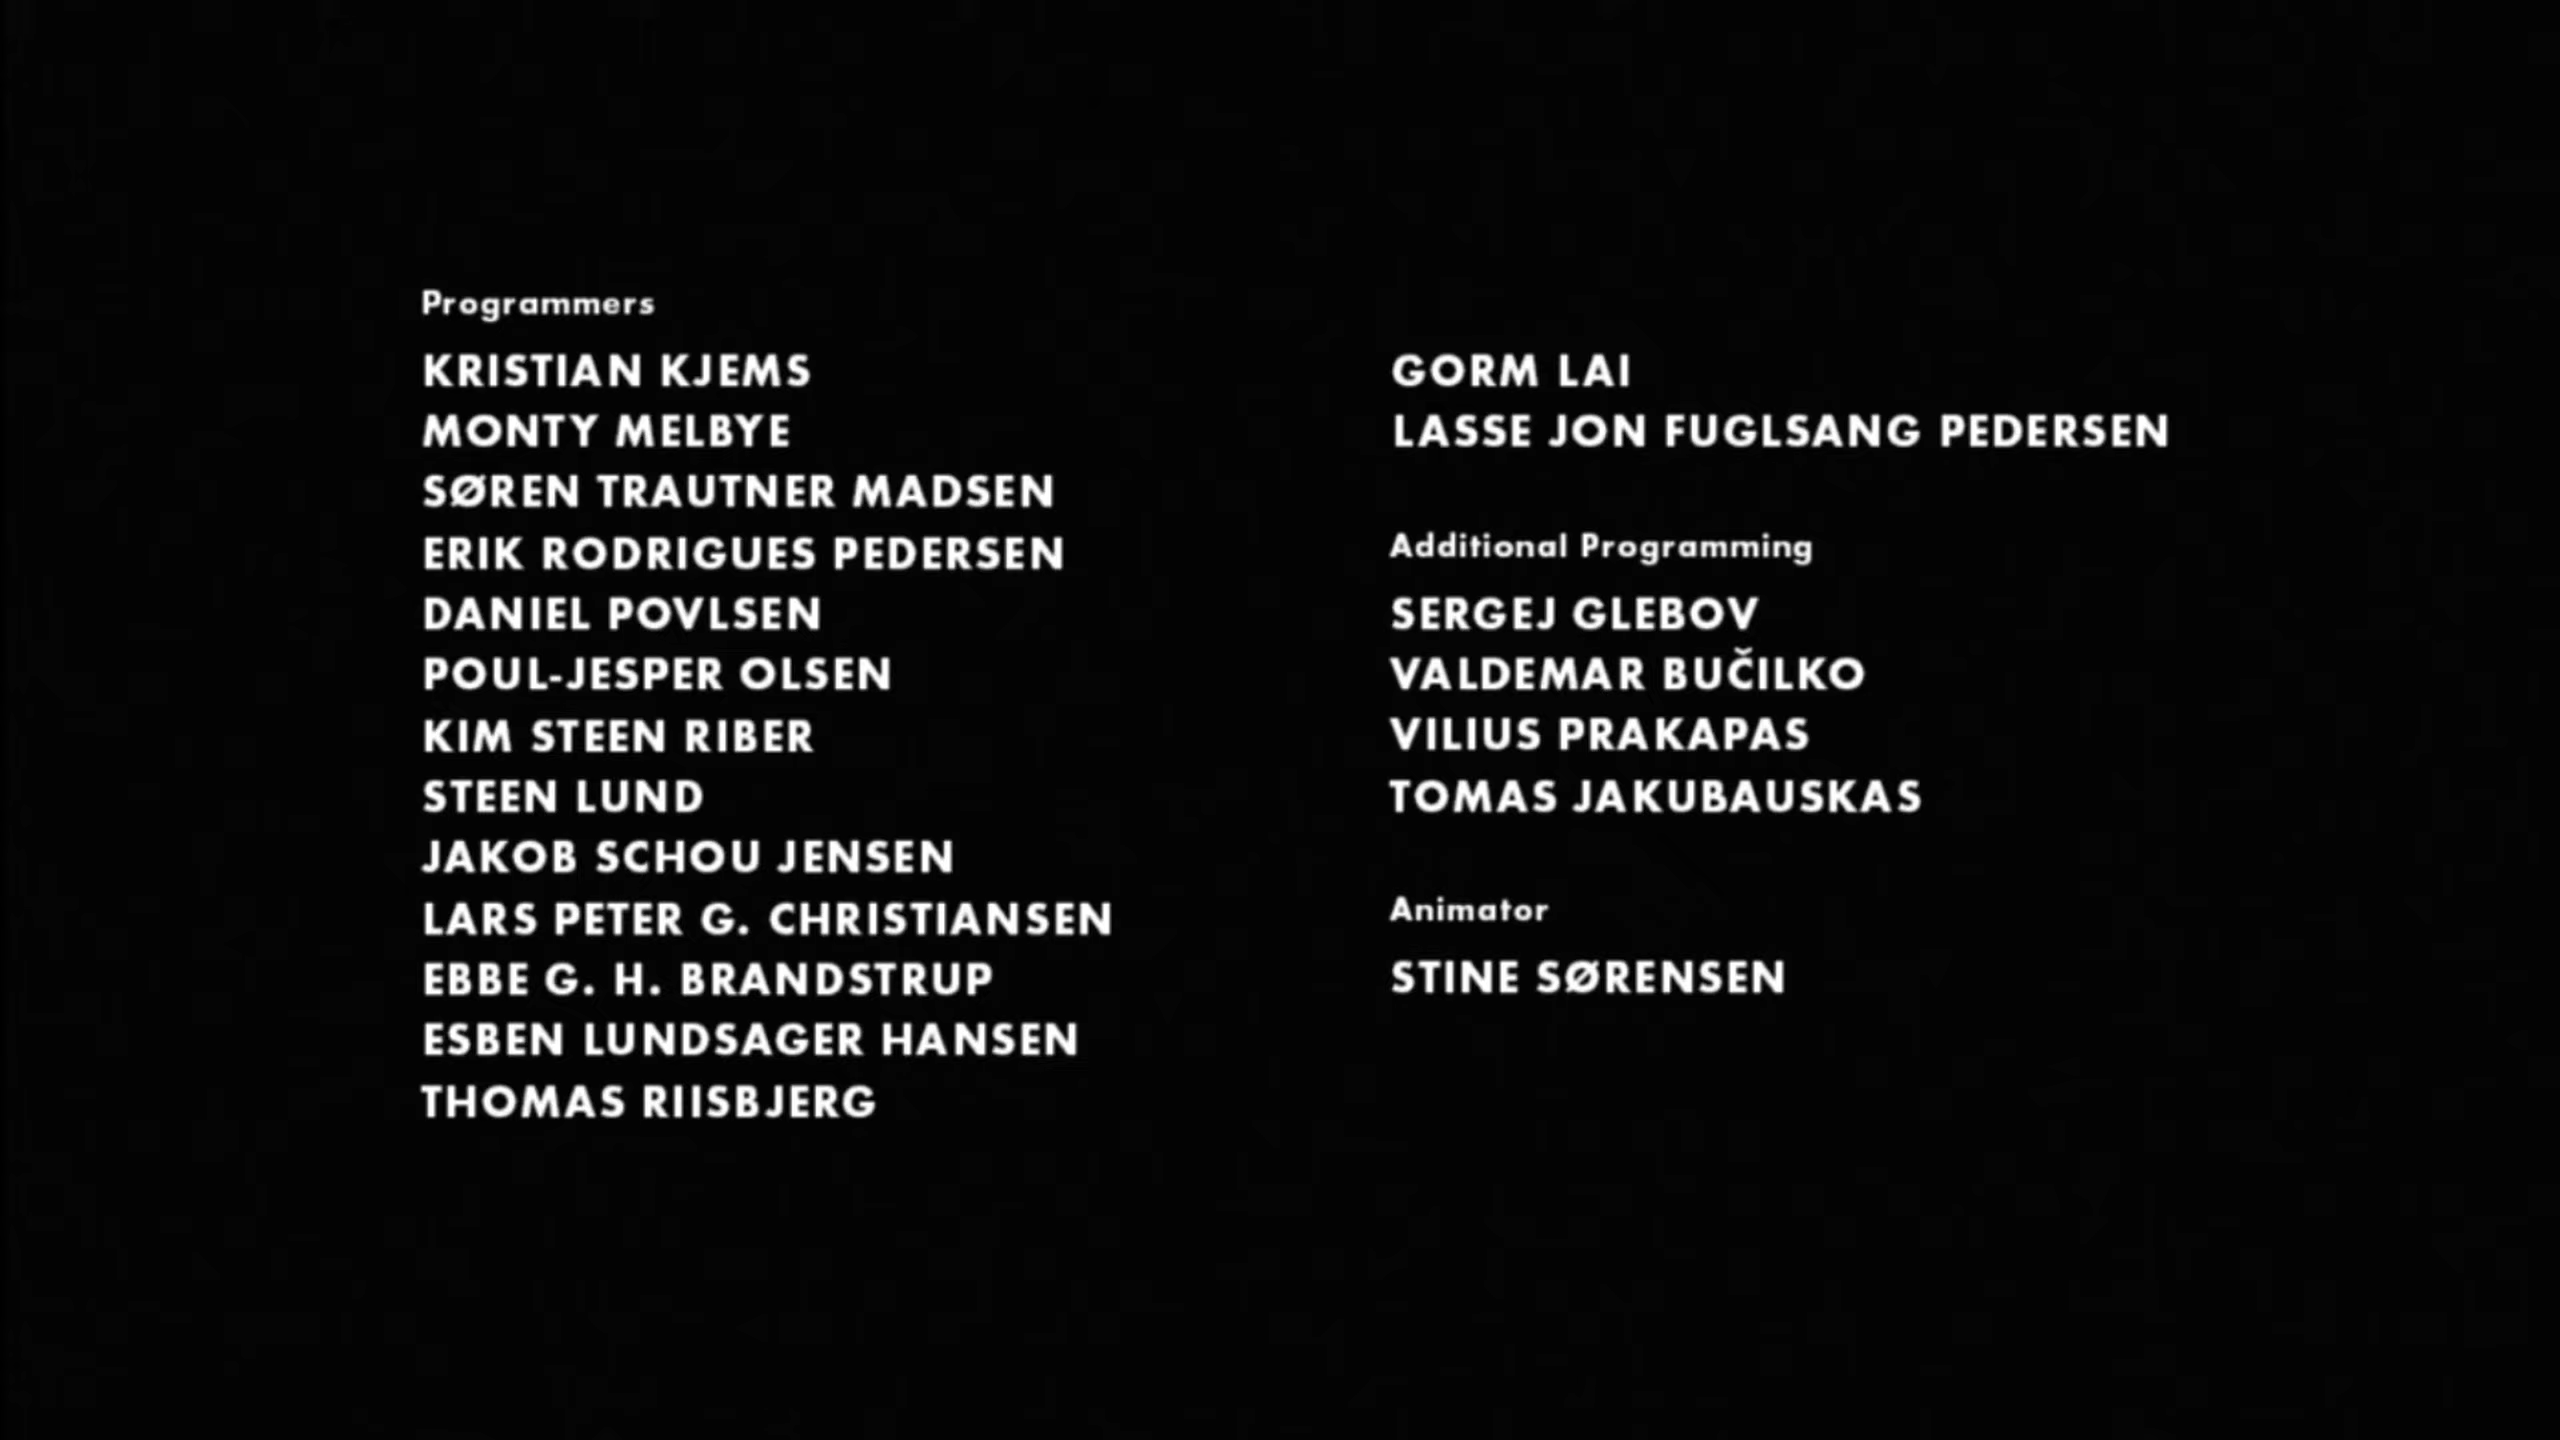 Programmers
KRISTIAN KJEMS
MONTY MELBYE
SØREN TRAUTNER MADSEN
ERIK RODRIGUES PEDERSEN
DANIEL POVLSEN
POUL-JESPER OLSEN
KIM STEEN RIBER
STEEN LUND
JAKOB SCHOU JENSEN
LARS PETER G. CHRISTIANSEN
EBBE G. H. BRANDSTRUP
ESBEN LUNDSAGER HANSEN
THOMAS RIISBJERG
GORM LAI
LASSE JON FUGLSANG PEDERSEN
Additional Programming
SERGEJ GLEBOV
VALDEMAR BUČILKO
VILIUS PRAKAPAS
TOMAS JAKUBAUSKAS
Animator
STINE SØRENSEN